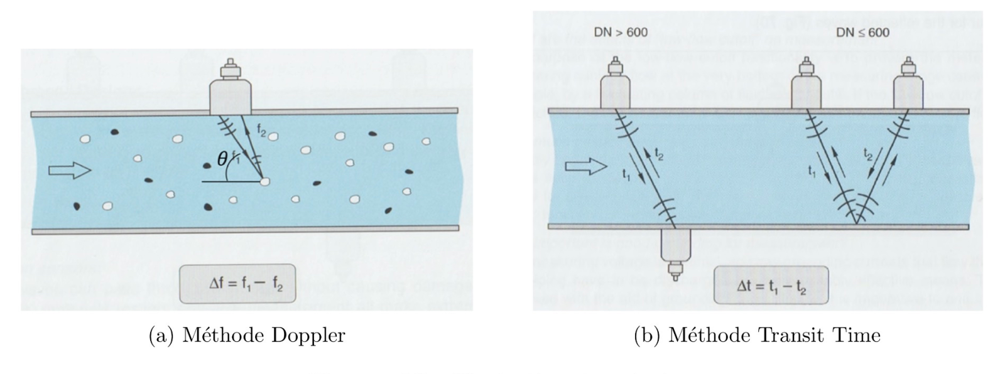 θ
f₁
f₂
Δf = f₁ − f₂
(a) Méthode Doppler
DN > 600
DN ≤ 600
t₁
t₂
t₁
t₂
Δt = t₁ − t₂
(b) Méthode Transit Time